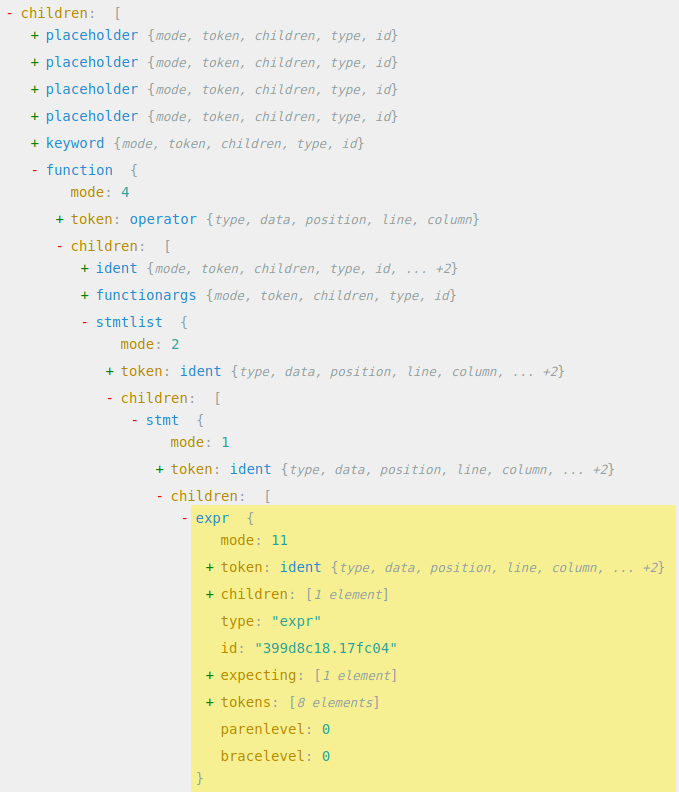 - children:  [
+ placeholder {mode, token, children, type, id}
+ placeholder {mode, token, children, type, id}
+ placeholder {mode, token, children, type, id}
+ placeholder {mode, token, children, type, id}
+ keyword {mode, token, children, type, id}
- function  {
mode: 4
+ token: operator {type, data, position, line, column}
- children:  [
+ ident {mode, token, children, type, id, ... +2}
+ functionargs {mode, token, children, type, id}
- stmtlist  {
mode: 2
+ token: ident {type, data, position, line, column, ... +2}
- children:  [
- stmt  {
mode: 1
+ token: ident {type, data, position, line, column, ... +2}
- children:  [
- expr  {
mode: 11
+ token: ident {type, data, position, line, column, ... +2}
+ children: [1 element]
type: "expr"
id: "399d8c18.17fc04"
+ expecting: [1 element]
+ tokens: [8 elements]
parenlevel: 0
bracelevel: 0
}